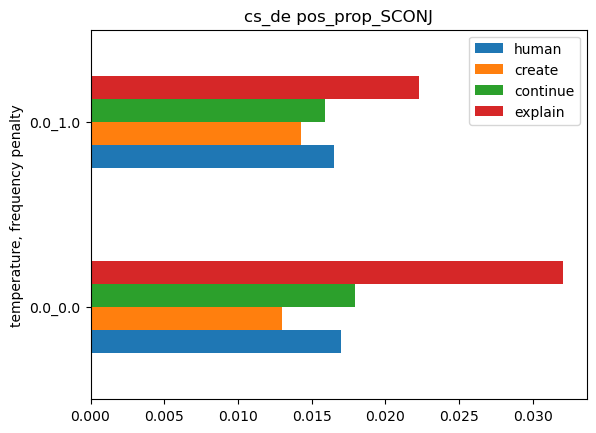 cs_de pos_prop_SCONJ
human
create
continue
explain
temperature, frequency penalty
0.0_1.0
0.0_0.0
0.000
0.005
0.010
0.015
0.020
0.025
0.030